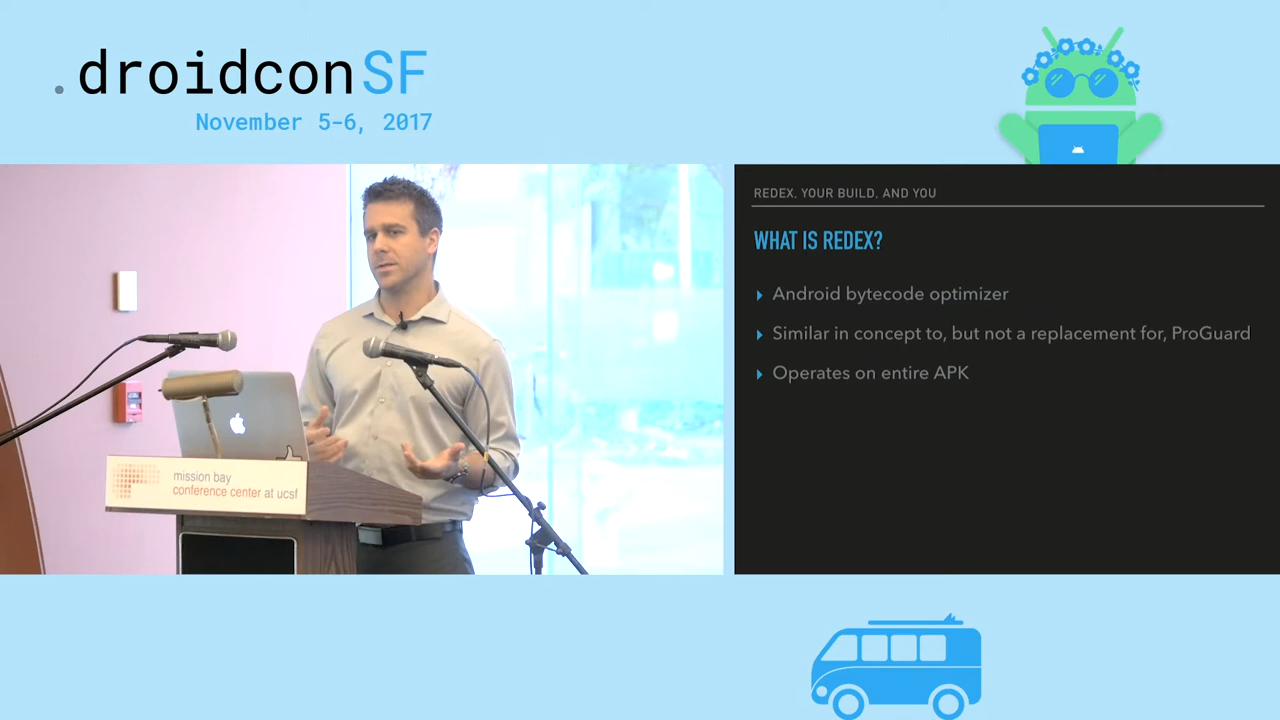 .droidconSF
November 5-6, 2017
REDEX, YOUR BUILD, AND YOU
WHAT IS REDEX?
Android bytecode optimizer
Similar in concept to, but not a replacement for, ProGuard
Operates on entire APK
mission bay
conference center at ucsf